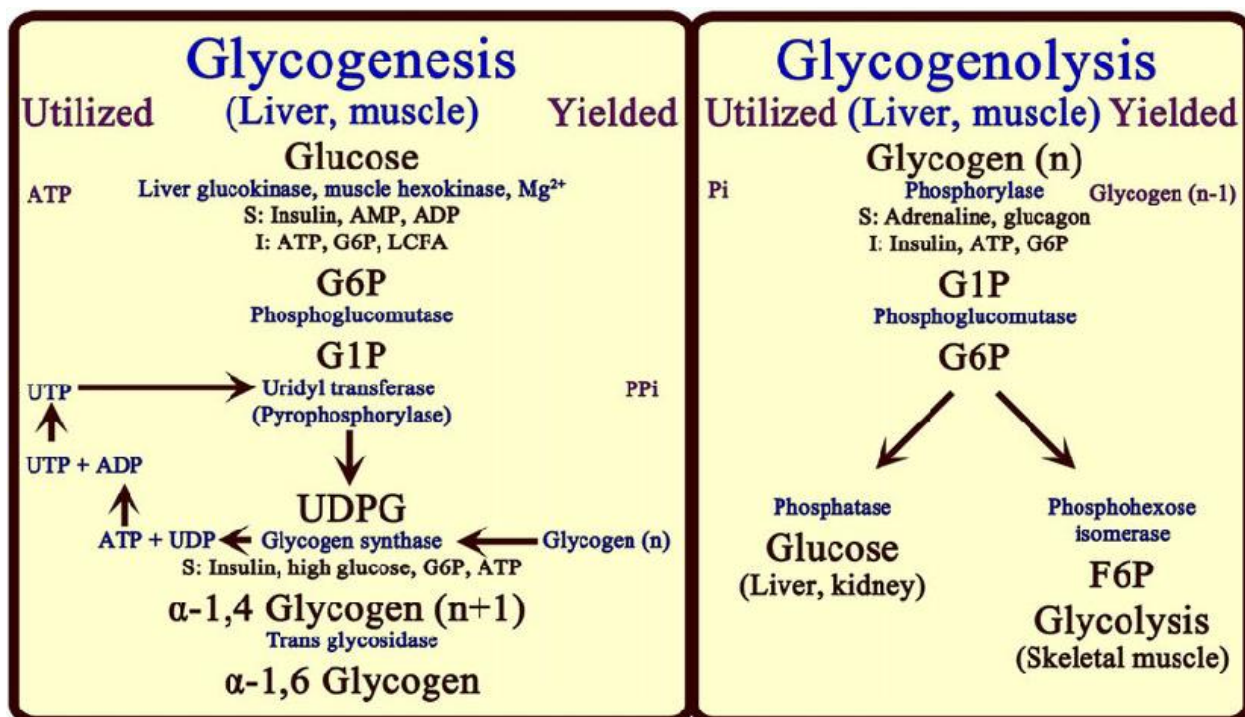 Glycogenesis
Utilized (Liver, muscle) Yielded
Glucose
ATP
Liver glucokinase, muscle hexokinase, Mg²⁺
S: Insulin, AMP, ADP
I: ATP, G6P, LCFA
G6P
Phosphoglucomutase
G1P
UTP
Uridyl transferase
PPi
(Pyrophosphorylase)
UTP + ADP
UDPG
ATP + UDP
Glycogen synthase
Glycogen (n)
S: Insulin, high glucose, G6P, ATP
α-1,4 Glycogen (n+1)
Trans glycosidase
α-1,6 Glycogen
Glycogenolysis
Utilized (Liver, muscle) Yielded
Glycogen (n)
Pi
Phosphorylase
Glycogen (n-1)
S: Adrenaline, glucagon
I: Insulin, ATP, G6P
G1P
Phosphoglucomutase
G6P
Phosphatase
Glucose
(Liver, kidney)
Phosphohexose
isomerase
F6P
Glycolysis
(Skeletal muscle)